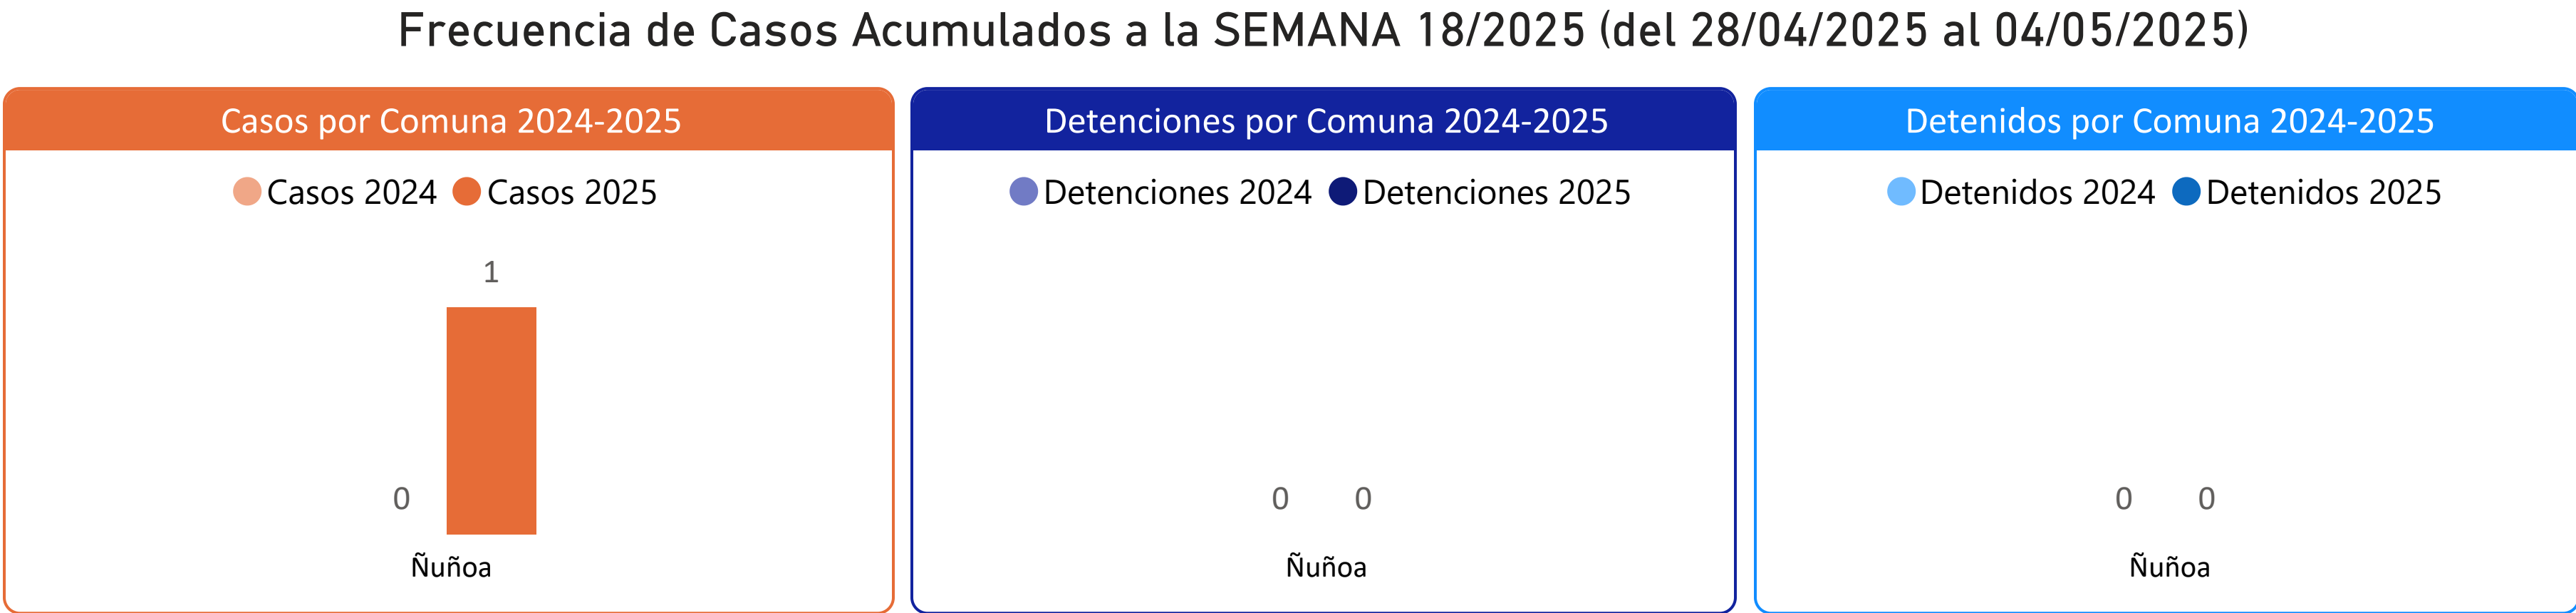 Frecuencia de Casos Acumulados a la SEMANA 18/2025 (del 28/04/2025 al 04/05/2025)
Casos por Comuna 2024-2025
Casos 2024 Casos 2025
1
0
Ñuñoa
Detenciones por Comuna 2024-2025
Detenciones 2024 Detenciones 2025
0 0
Ñuñoa
Detenidos por Comuna 2024-2025
Detenidos 2024 Detenidos 2025
0 0
Ñuñoa